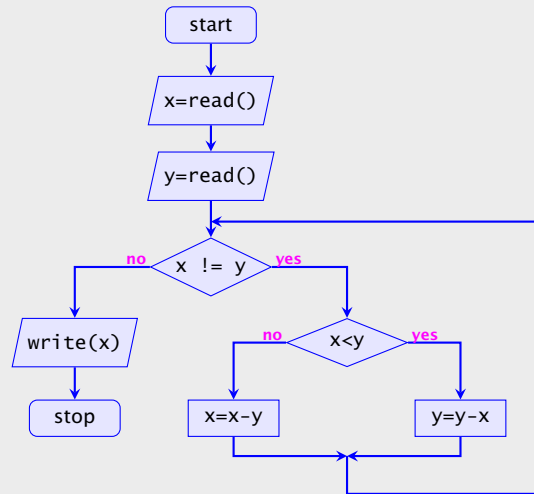 start
x=read()
y=read()
x != y
no
yes
x<y
no
yes
write(x)
x=x-y
y=y-x
stop